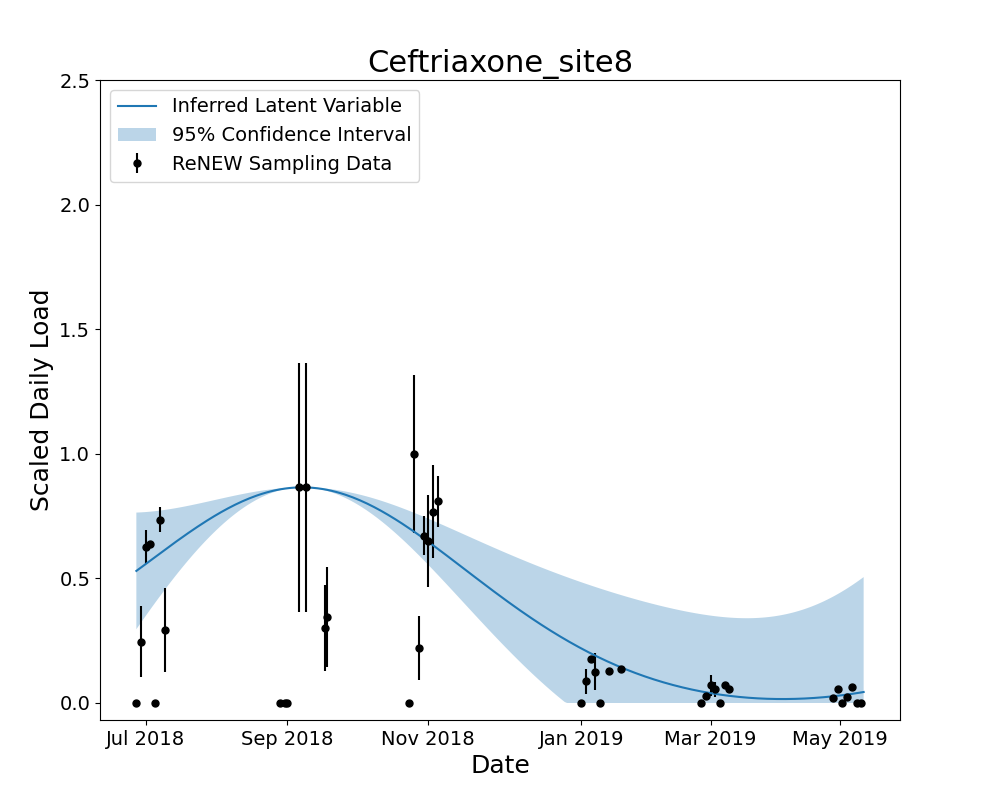 Ceftriaxone_site8
Inferred Latent Variable
95% Confidence Interval
ReNEW Sampling Data
Scaled Daily Load
2.5
2.0
1.5
1.0
0.5
0.0
Jul 2018 Sep 2018 Nov 2018 Jan 2019 Mar 2019 May 2019
Date